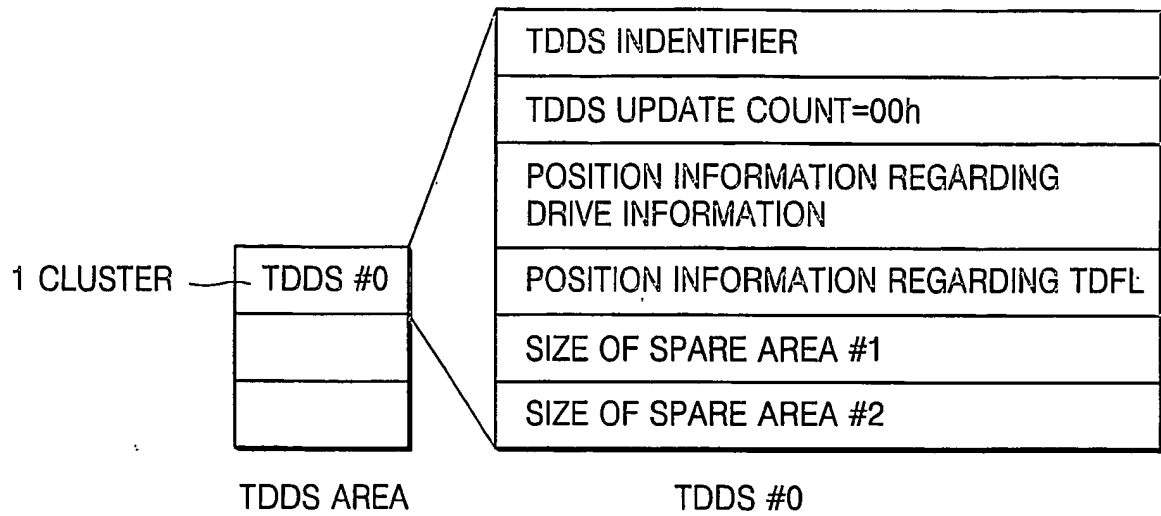 TDDS INDENTIFIER
TDDS UPDATE COUNT=00h
POSITION INFORMATION REGARDING
DRIVE INFORMATION
1 CLUSTER
TDDS #0
POSITION INFORMATION REGARDING TDFL
SIZE OF SPARE AREA #1
SIZE OF SPARE AREA #2
TDDS AREA
TDDS #0